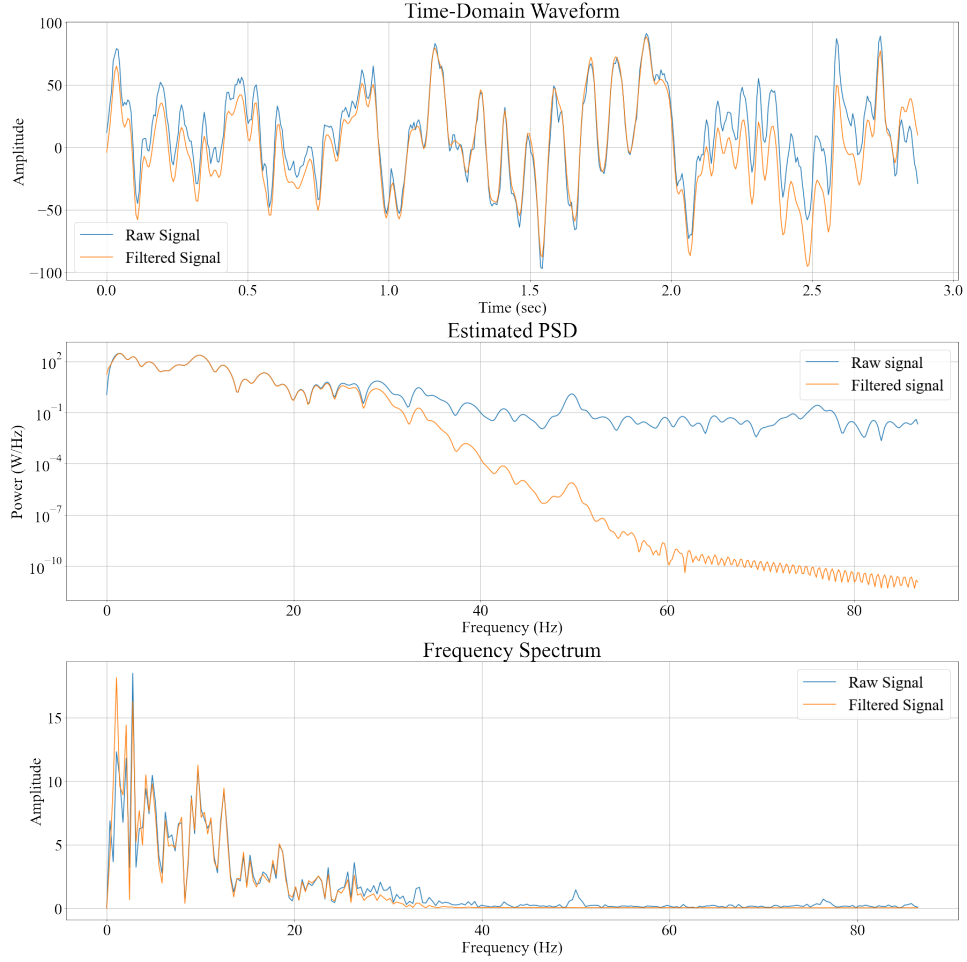 Time-Domain Waveform
Amplitude
100
50
0
−50
−100
Raw Signal
Filtered Signal
0.0 0.5 1.0 1.5 2.0 2.5 3.0
Time (sec)
Estimated PSD
Power (W/Hz)
10^2
10^−1
10^−4
10^−7
10^−10
Raw signal
Filtered signal
0 20 40 60 80
Frequency (Hz)
Frequency Spectrum
Amplitude
15
10
5
0
Raw Signal
Filtered Signal
0 20 40 60 80
Frequency (Hz)